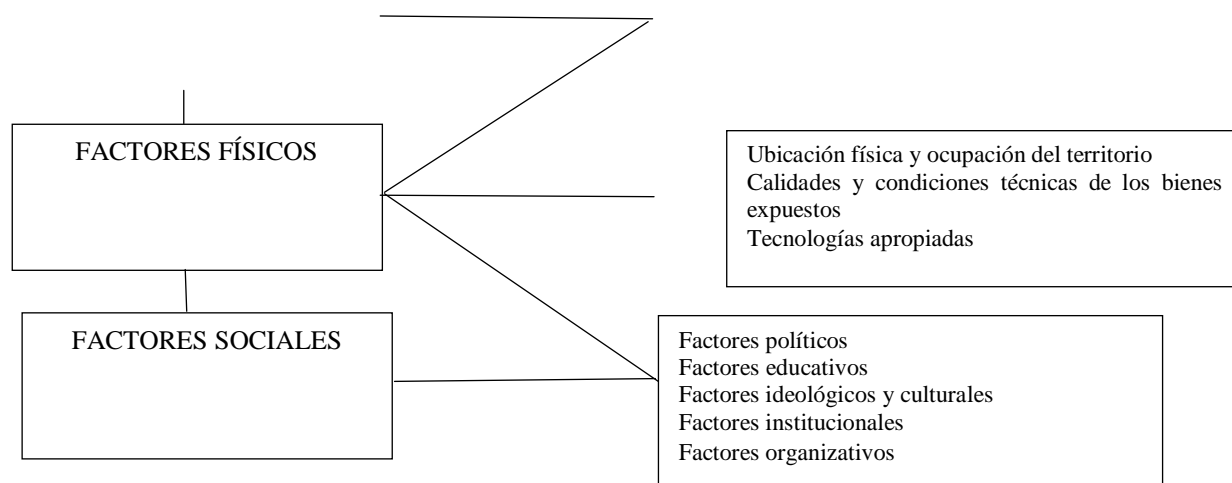 FACTORES FÍSICOS
Ubicación física y ocupación del territorio
Calidades y condiciones técnicas de los bienes
expuestos
Tecnologías apropiadas
FACTORES SOCIALES
Factores políticos
Factores educativos
Factores ideológicos y culturales
Factores institucionales
Factores organizativos